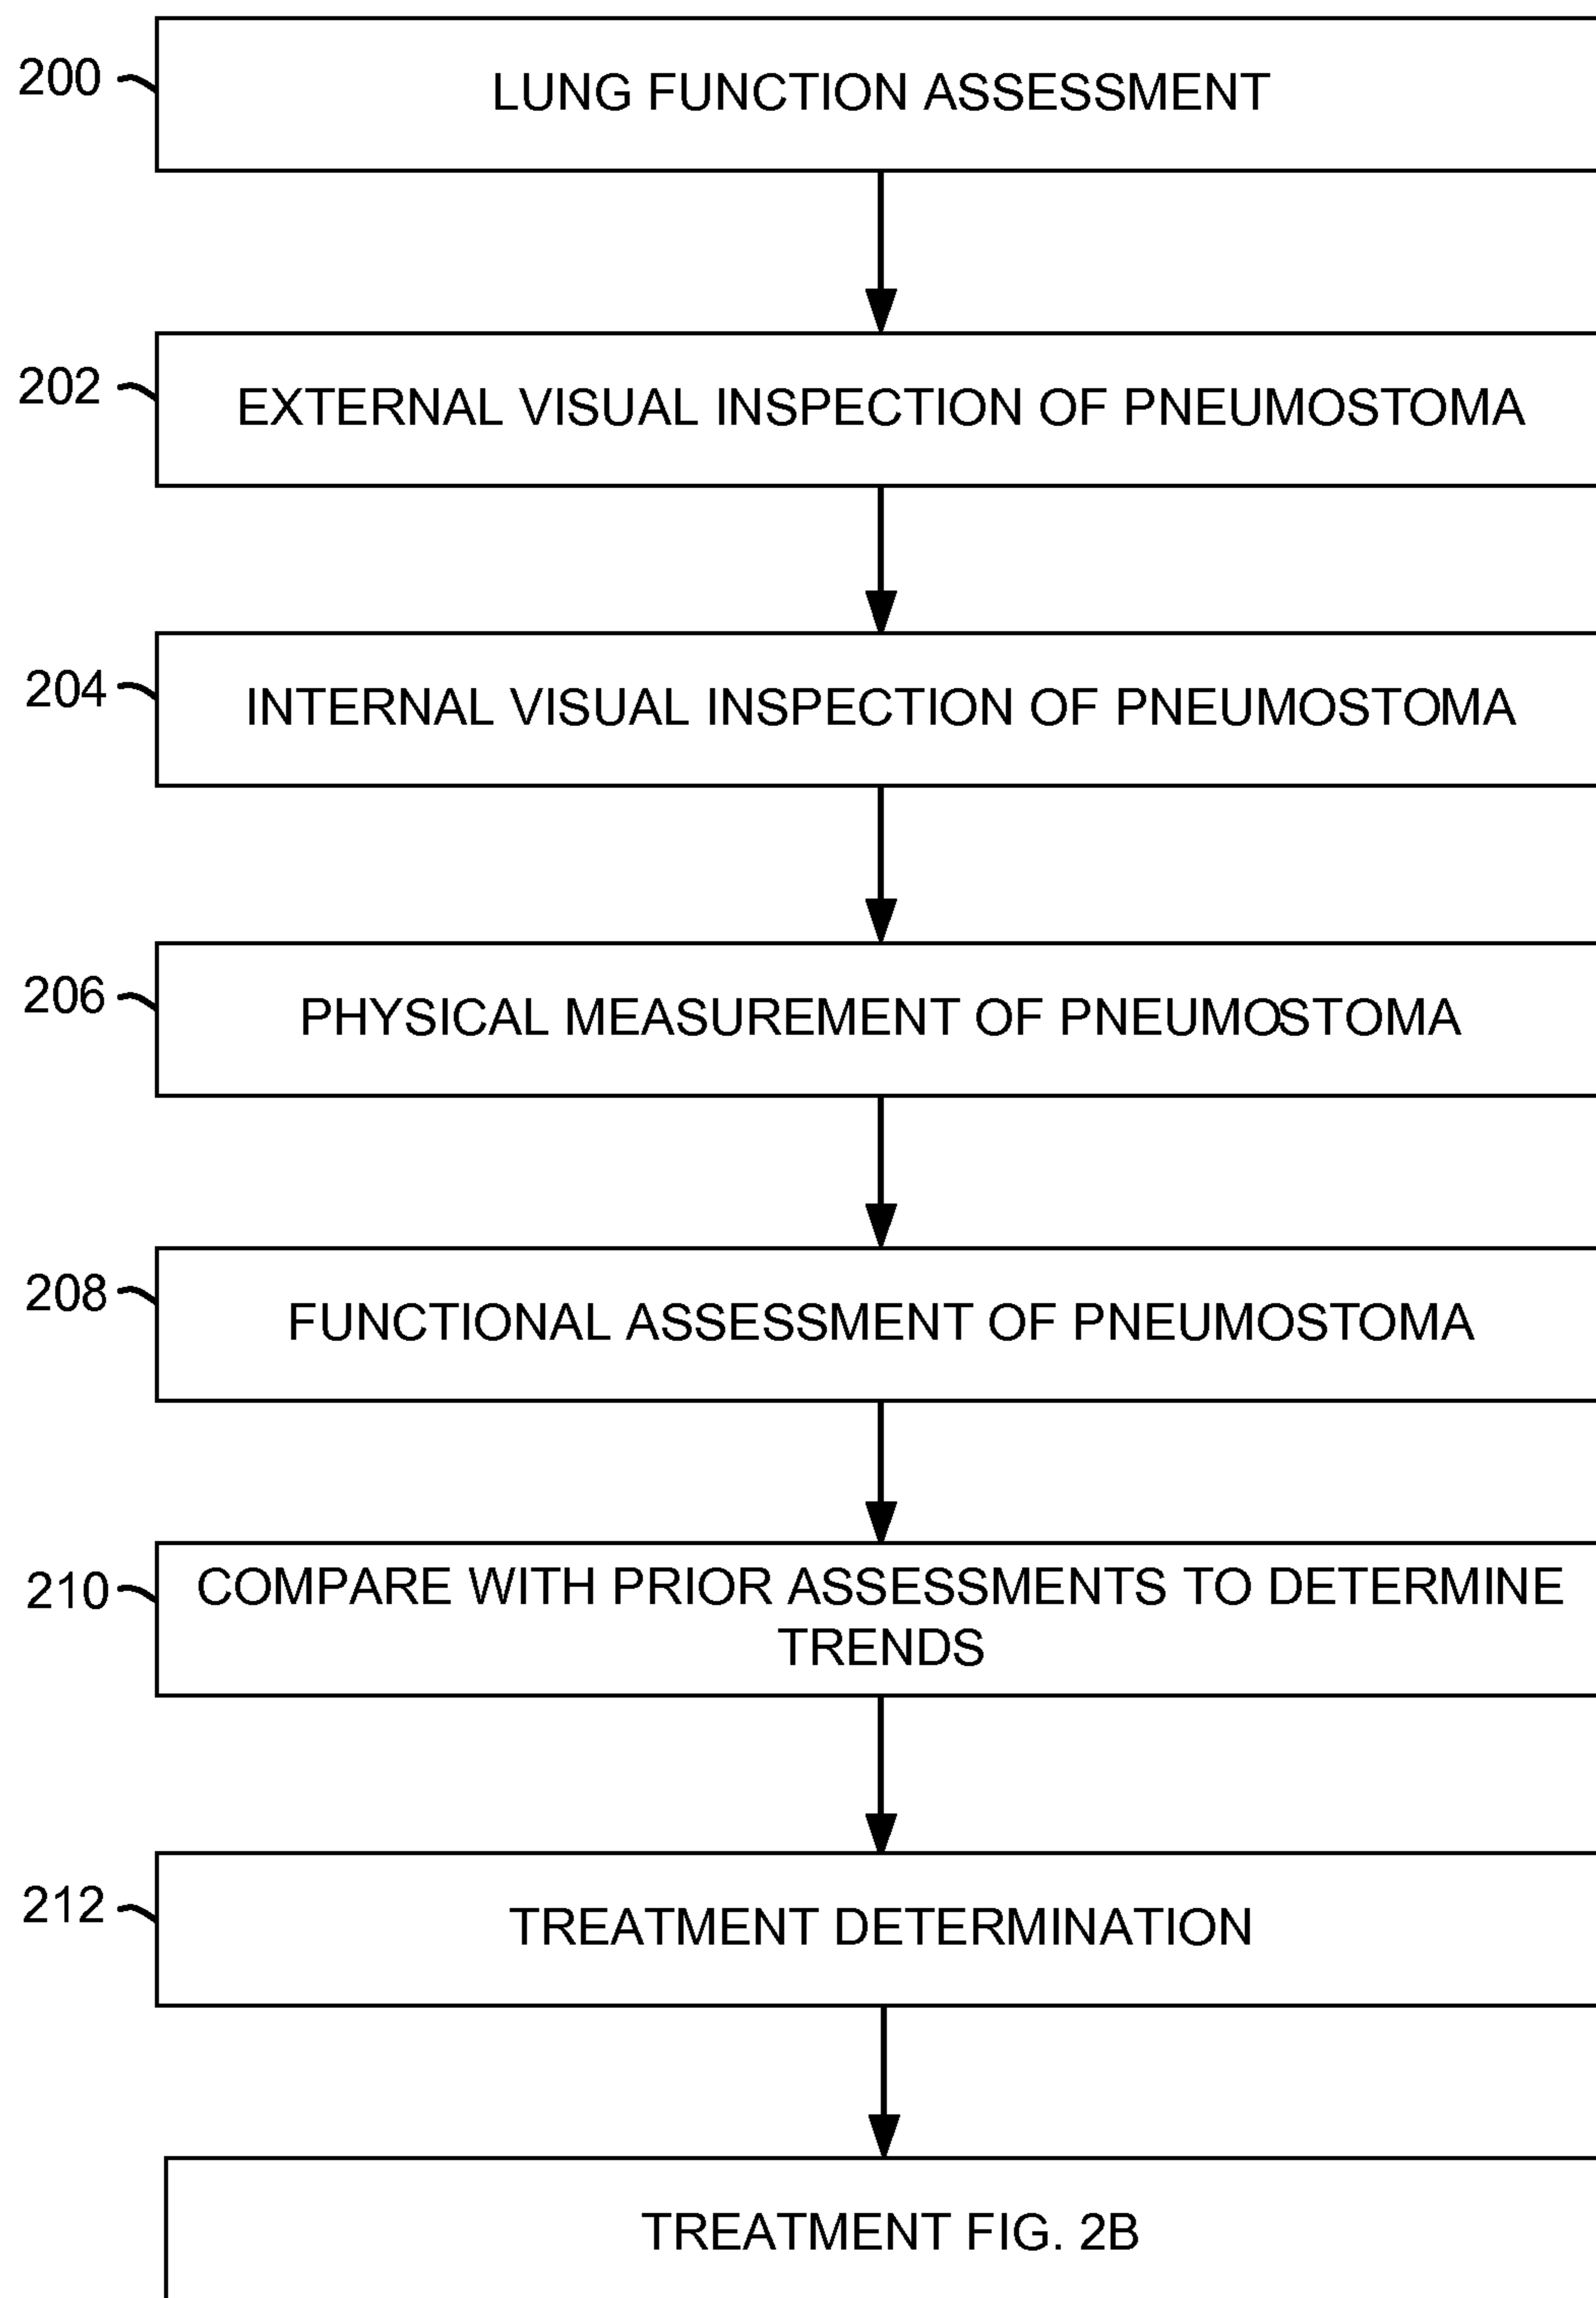 200
LUNG FUNCTION ASSESSMENT
202
EXTERNAL VISUAL INSPECTION OF PNEUMOSTOMA
204
INTERNAL VISUAL INSPECTION OF PNEUMOSTOMA
206
PHYSICAL MEASUREMENT OF PNEUMOSTOMA
208
FUNCTIONAL ASSESSMENT OF PNEUMOSTOMA
210
COMPARE WITH PRIOR ASSESSMENTS TO DETERMINE
TRENDS
212
TREATMENT DETERMINATION
TREATMENT FIG. 2B